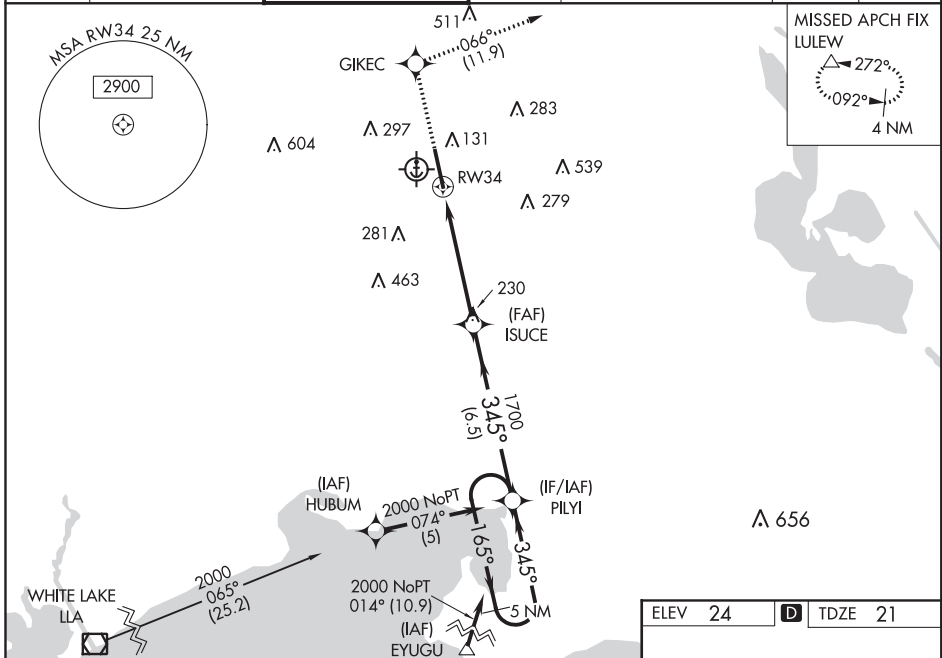 MSA RW34 25 NM
2900
511
066°
(11.9)
GIKEC
MISSED APCH FIX
LULEW
272°
092°
4 NM
283
297
131
604
539
RW34
279
281
463
230
(FAF)
ISUCE
1700
345°
(6.5)
(IAF)
HUBUM
2000 NoPT
074°
(5)
(IF/IAF)
PILYI
656
165°
345°
2000
065°
(25.2)
WHITE LAKE
LLA
2000 NoPT
014° (10.9)
5 NM
(IAF)
EYUGU
ELEV 24 D TDZE 21